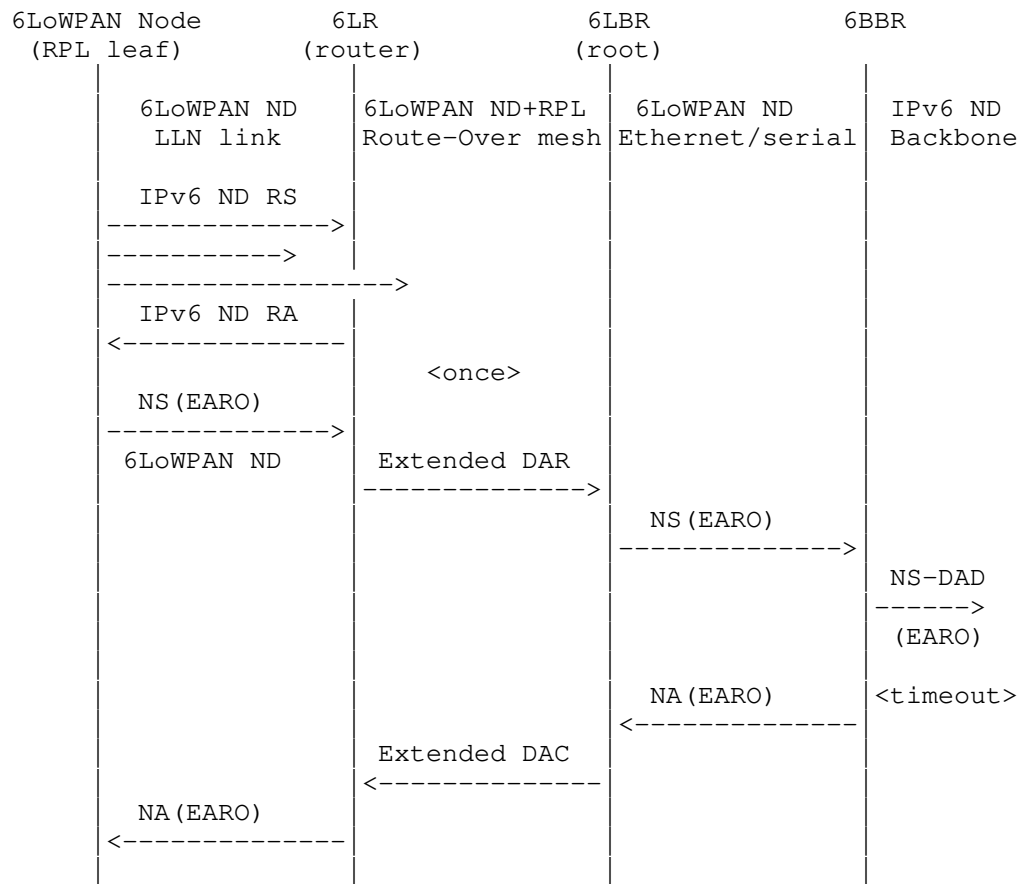 6LoWPAN Node 6LR 6LBR 6BBR
(RPL leaf) (router) (root)
6LoWPAN ND 6LoWPAN ND+RPL 6LoWPAN ND IPv6 ND
LLN link Route-Over mesh Ethernet/serial Backbone
IPv6 ND RS
IPv6 ND RA
<once>
NS(EARO)
6LoWPAN ND Extended DAR
NS(EARO)
NS-DAD
(EARO)
NA(EARO) <timeout>
Extended DAC
NA(EARO)